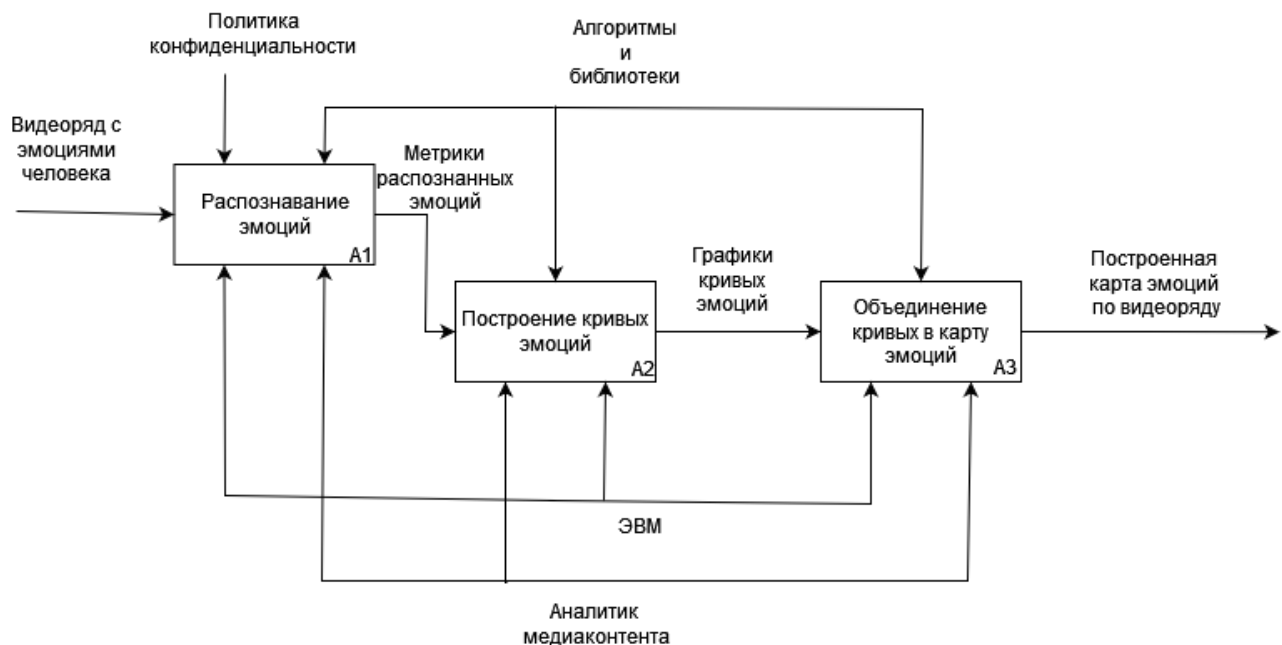 Политика
конфиденциальности
Алгоритмы
и
библиотеки
Видеоряд с
эмоциями
человека
Распознавание
эмоций
A1
Метрики
распознанных
эмоций
Построение кривых
эмоций
A2
Графики
кривых
эмоций
Объединение
кривых в карту
эмоций
A3
Построенная
карта эмоций
по видеоряду
ЭВМ
Аналитик
медиаконтента